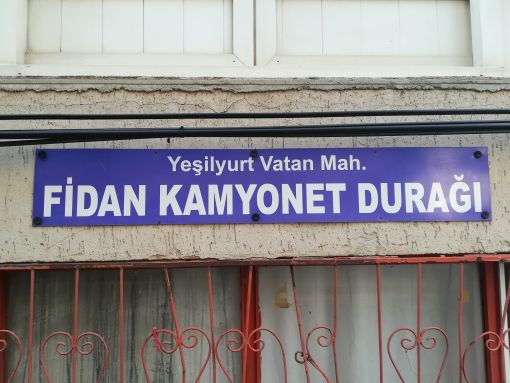 Yeşilyurt Vatan Mah.
FİDAN KAMYONET DURAĞI